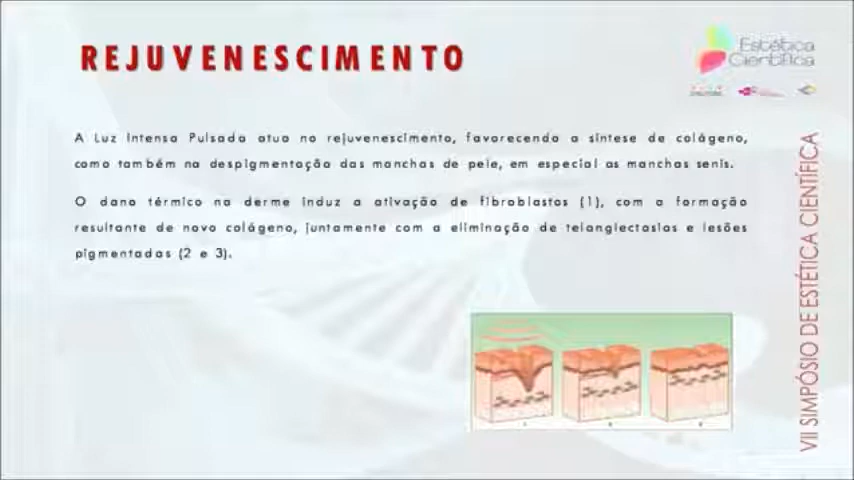 REJUVENESCIMENTO
Estética
Científica
A Luz Intensa Pulsada atua no rejuvenescimento, favorecendo a síntese de colágeno,
como também na despigmentação das manchas de pele, em especial as manchas senis.
O dano térmico na derme induz a ativação de fibroblastos (1), com a formação
resultante de novo colágeno, juntamente com a eliminação de telangiectasias e lesões
pigmentadas (2 e 3).
VII SIMPÓSIO DE ESTÉTICA CIENTÍFICA